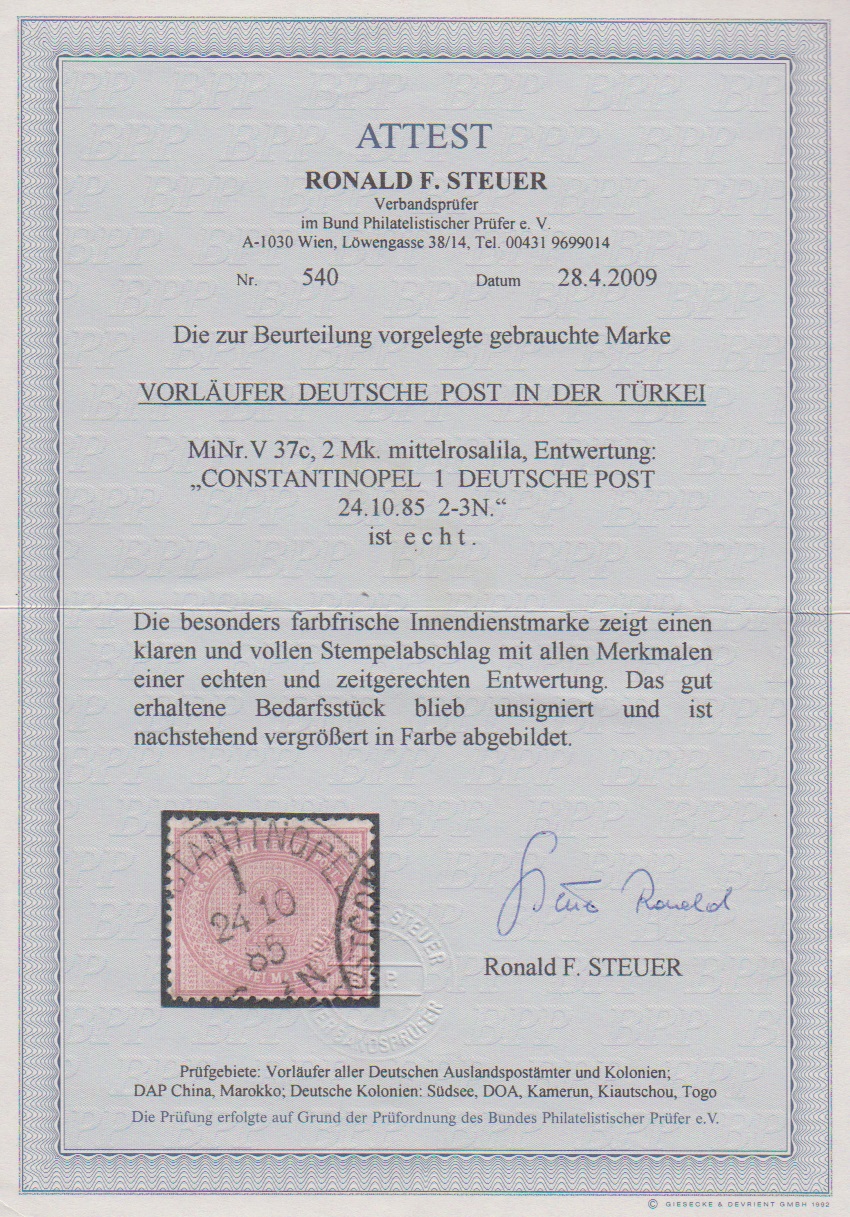 ATTEST
RONALD F. STEUER
Verbandsprüfer
im Bund Philatelistischer Prüfer e. V.
A-1030 Wien, Löwengasse 38/14, Tel. 00431 9699014
Nr. 540 Datum 28.4.2009
Die zur Beurteilung vorgelegte gebrauchte Marke
VORLÄUFER DEUTSCHE POST IN DER TÜRKEI
MiNr. V 37c, 2 Mk. mittelrosalila, Entwertung:
„CONSTANTINOPEL 1 DEUTSCHE POST
24.10.85 2-3N.“
ist e c h t .
Die besonders farbfrische Innendienstmarke zeigt einen
klaren und vollen Stempelabschlag mit allen Merkmalen
einer echten und zeitgerechten Entwertung. Das gut
erhaltene Bedarfsstück blieb unsigniert und ist
nachstehend vergrößert in Farbe abgebildet.
STANTINOPEL
1
24 10
85
N.
ZWEI M
STEUER
VERBANDSPRÜFER
Steuer Ronald
Ronald F. STEUER
Prüfgebiete: Vorläufer aller Deutschen Auslandspostämter und Kolonien;
DAP China, Marokko; Deutsche Kolonien: Südsee, DOA, Kamerun, Kiautschou, Togo
Die Prüfung erfolgte auf Grund der Prüfordnung des Bundes Philatelistischer Prüfer e.V.
© GIESECKE & DEVRIENT GMBH 1992